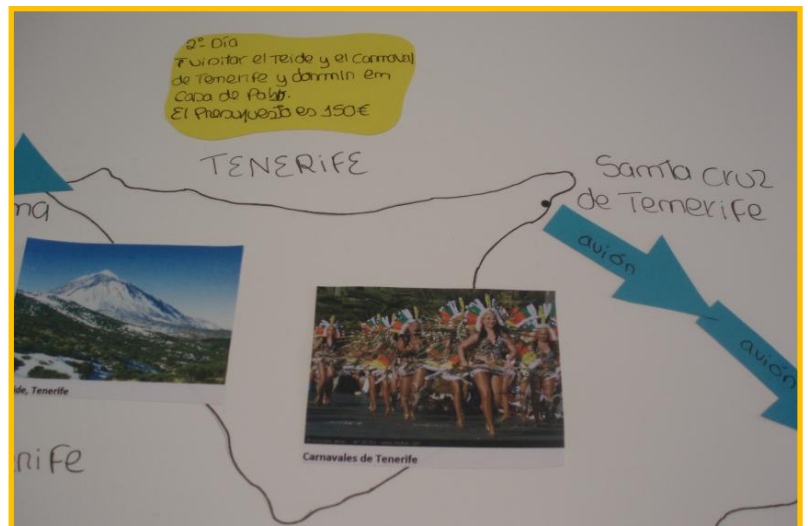 2º Día
Visitar el Teide y el Carnaval
de Tenerife y dormir en
Casa de Pablo.
El Presupuesto es 150€
TENERIFE
Santa Cruz
de Tenerife
avión
avión
ma
ide, Tenerife
Carnavales de Tenerife
RIFE